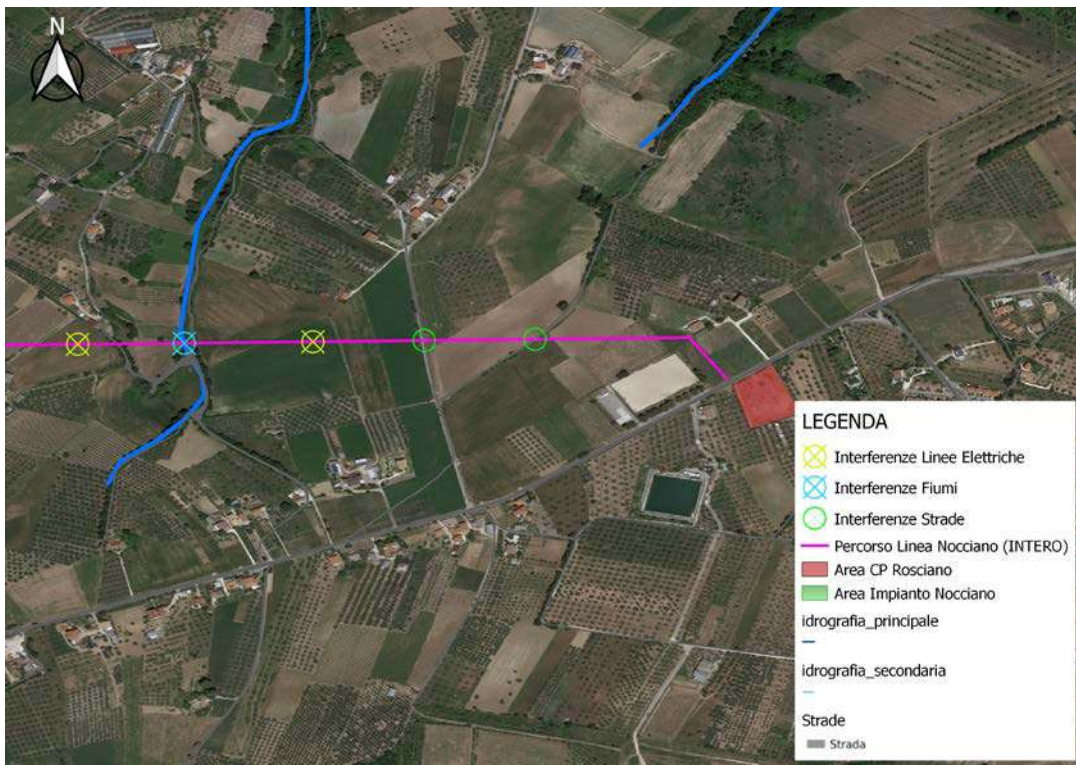 N
LEGENDA
Interferenze Linee Elettriche
Interferenze Fiumi
Interferenze Strade
Percorso Linea Nocciano (INTERO)
Area CP Rosciano
Area Impianto Nocciano
idrografia_principale
idrografia_secondaria
Strade
Strada